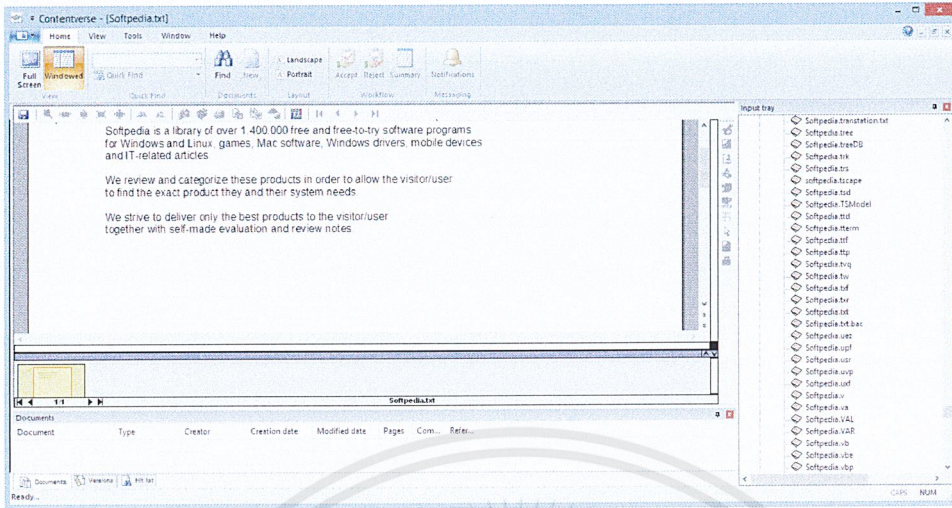 Contentverse - [Softpedia.txt]
Home View Tools Window Help
Full Screen
Windowed
Quick Find
Find
New
Landscape
Portrait
Accept Reject Summary
Notifications
View
Quick Find
Documents
Layout
Workflow
Messaging
Softpedia is a library of over 1.400.000 free and free-to-try software programs
for Windows and Linux, games, Mac software, Windows drivers, mobile devices
and IT-related articles.
We review and categorize these products in order to allow the visitor/user
to find the exact product they and their system needs
We strive to deliver only the best products to the visitor/user
together with self-made evaluation and review notes
1/1
Softpedia.txt
Documents
Document Type Creator Creation date Modified date Pages Com... Refer...
Documents Versions Hit list
Ready...
CAPS NUM
Input tray
Softpedia.translation.txt
Softpedia.tree
Softpedia.treeDB
Softpedia.trk
Softpedia.trs
softpedia.tscape
Softpedia.tsd
Softpedia.TSModel
Softpedia.ttd
Softpedia.tterm
Softpedia.ttf
Softpedia.ttp
Softpedia.tvq
Softpedia.tw
Softpedia.txf
Softpedia.txr
Softpedia.txt
Softpedia.txt.bac
Softpedia.uez
Softpedia.upf
Softpedia.usr
Softpedia.uvp
Softpedia.uxf
Softpedia.v
Softpedia.va
Softpedia.VAL
Softpedia.VAR
Softpedia.vb
Softpedia.vbe
Softpedia.vbp